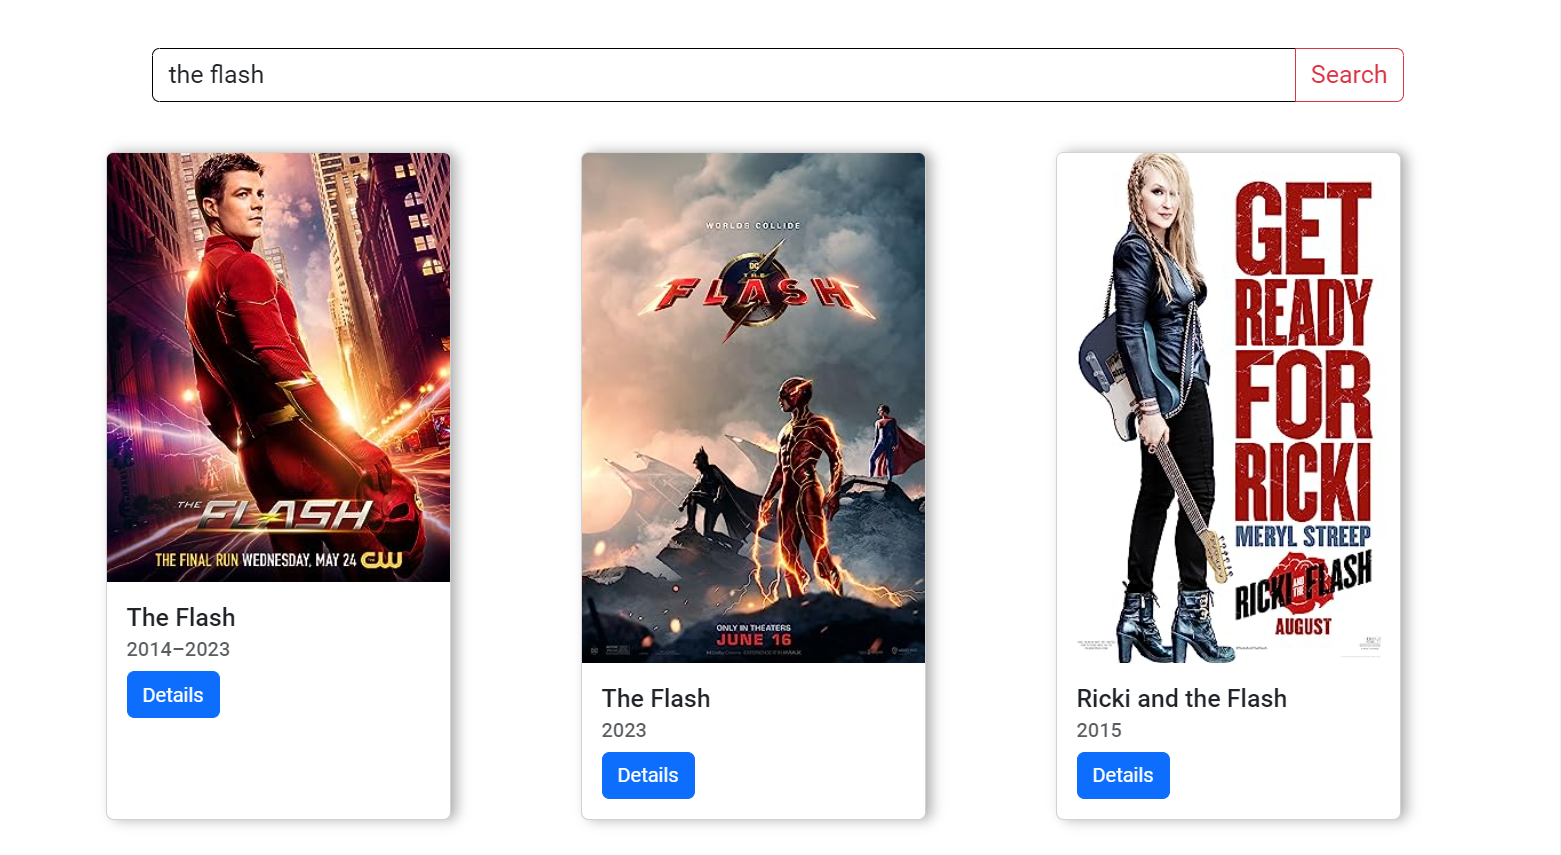 the flash
Search
THE FLASH
THE FINAL RUN WEDNESDAY, MAY 24 CW
The Flash
2014–2023
Details
WORLDS COLLIDE
DC
THE
FLASH
ONLY IN THEATERS
JUNE 16
The Flash
2023
Details
GET
READY
FOR
RICKI
MERYL STREEP
RICKI AND THE FLASH
AUGUST
Ricki and the Flash
2015
Details